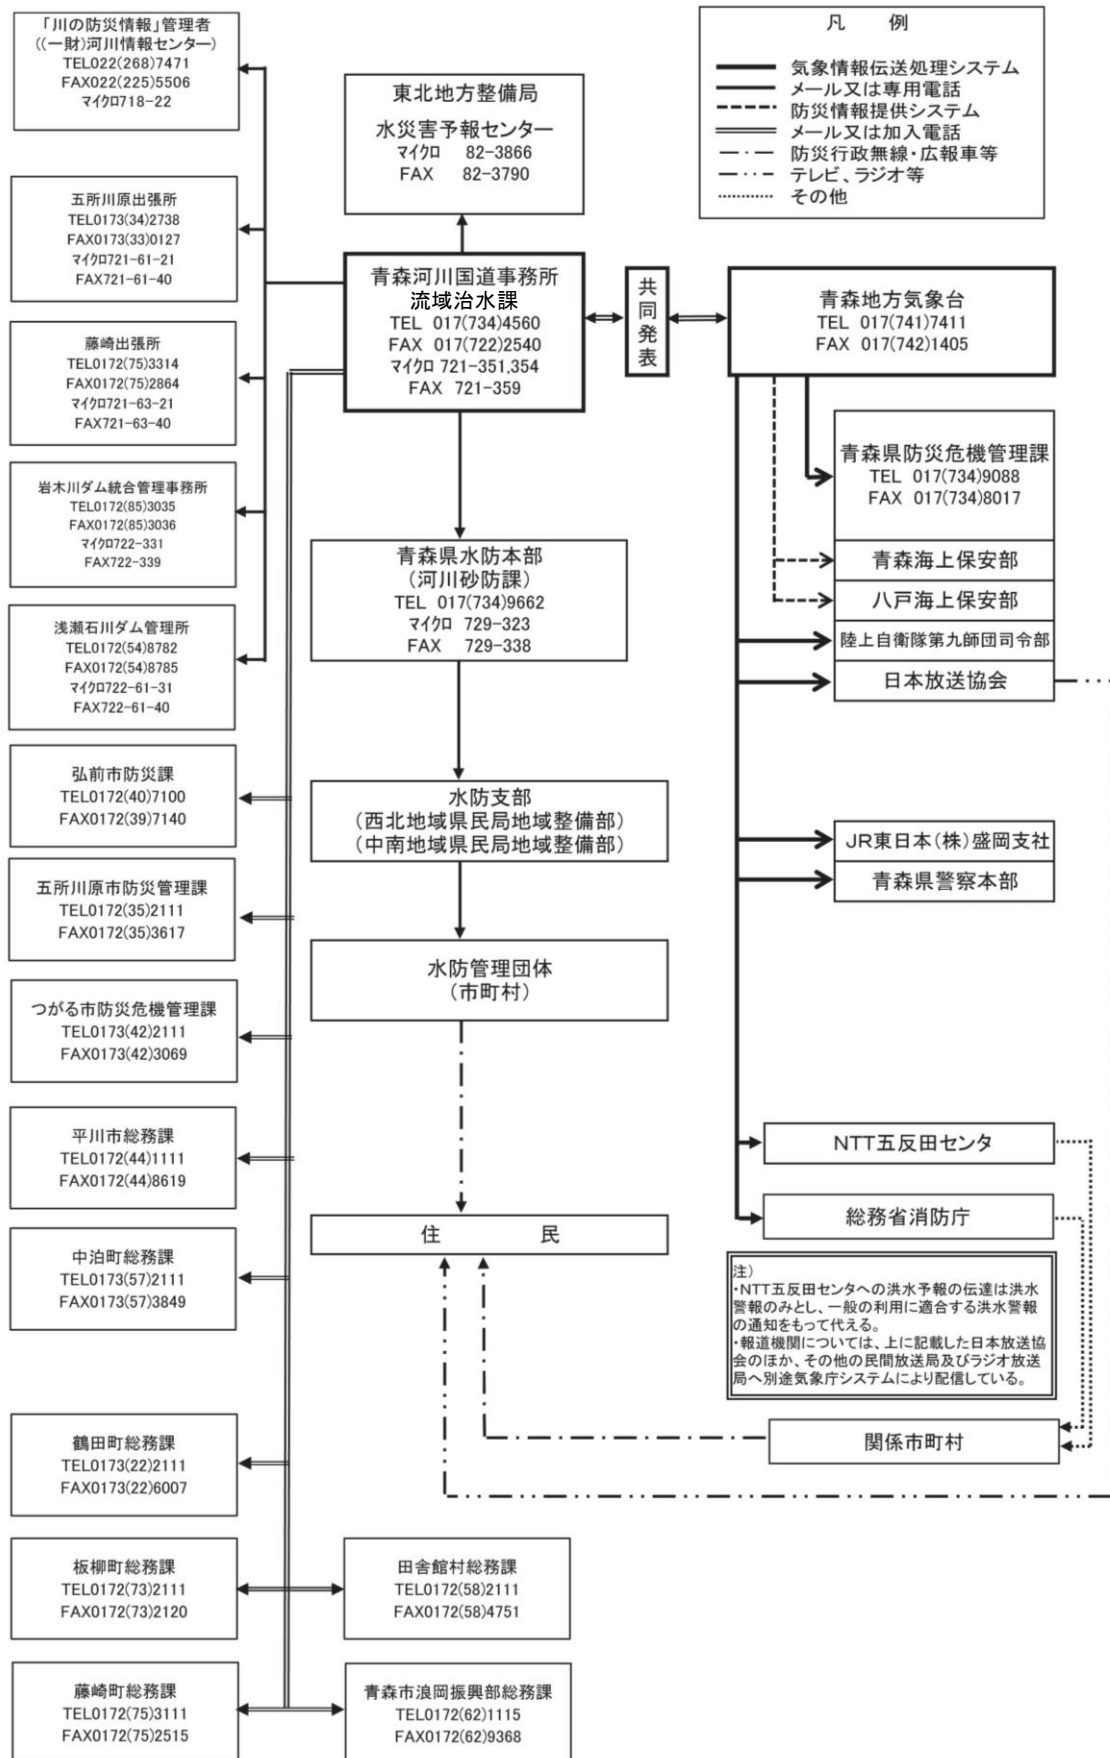 「川の防災情報」管理者
((一財)河川情報センター)
TEL022(268)7471
FAX022(225)5506
ﾏｲｸﾛ718-22
五所川原出張所
TEL0173(34)2738
FAX0173(33)0127
ﾏｲｸﾛ721-61-21
FAX721-61-40
藤崎出張所
TEL0172(75)3314
FAX0172(75)2864
ﾏｲｸﾛ721-63-21
FAX721-63-40
岩木川ダム統合管理事務所
TEL0172(85)3035
FAX0172(85)3036
ﾏｲｸﾛ722-331
FAX722-339
浅瀬石川ダム管理所
TEL0172(54)8782
FAX0172(54)8785
ﾏｲｸﾛ722-61-31
FAX722-61-40
弘前市防災課
TEL0172(40)7100
FAX0172(39)7140
五所川原市防災管理課
TEL0172(35)2111
FAX0172(35)3617
つがる市防災危機管理課
TEL0173(42)2111
FAX0173(42)3069
平川市総務課
TEL0172(44)1111
FAX0172(44)8619
中泊町総務課
TEL0173(57)2111
FAX0173(57)3849
鶴田町総務課
TEL0173(22)2111
FAX0173(22)6007
板柳町総務課
TEL0172(73)2111
FAX0172(73)2120
藤崎町総務課
TEL0172(75)3111
FAX0172(75)2515
東北地方整備局
水災害予報センター
ﾏｲｸﾛ 82-3866
FAX 82-3790
青森河川国道事務所
流域治水課
TEL 017(734)4560
FAX 017(722)2540
ﾏｲｸﾛ 721-351,354
FAX 721-359
青森県水防本部
(河川砂防課)
TEL 017(734)9662
ﾏｲｸﾛ 729-323
FAX 729-338
水防支部
(西北地域県民局地域整備部)
(中南地域県民局地域整備部)
水防管理団体
(市町村)
住 民
田舎館村総務課
TEL0172(58)2111
FAX0172(58)4751
青森市浪岡振興部総務課
TEL0172(62)1115
FAX0172(62)9368
共同発表
凡 例
気象情報伝送処理システム
メール又は専用電話
防災情報提供システム
メール又は加入電話
防災行政無線・広報車等
テレビ、ラジオ等
その他
青森地方気象台
TEL 017(741)7411
FAX 017(742)1405
青森県防災危機管理課
TEL 017(734)9088
FAX 017(734)8017
青森海上保安部
八戸海上保安部
陸上自衛隊第九師団司令部
日本放送協会
JR東日本(株)盛岡支社
青森県警察本部
NTT五反田センタ
総務省消防庁
注)
・NTT五反田センタへの洪水予報の伝達は洪水
警報のみとし、一般の利用に適合する洪水警報
の通知をもって代える。
・報道機関については、上に記載した日本放送協
会のほか、その他の民間放送局及びラジオ放送
局へ別途気象庁システムにより配信している。
関係市町村